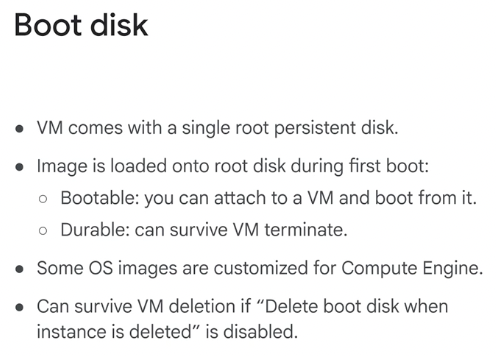 Boot disk
● VM comes with a single root persistent disk.
● Image is loaded onto root disk during first boot:
○ Bootable: you can attach to a VM and boot from it.
○ Durable: can survive VM terminate.
● Some OS images are customized for Compute Engine.
● Can survive VM deletion if “Delete boot disk when
instance is deleted” is disabled.